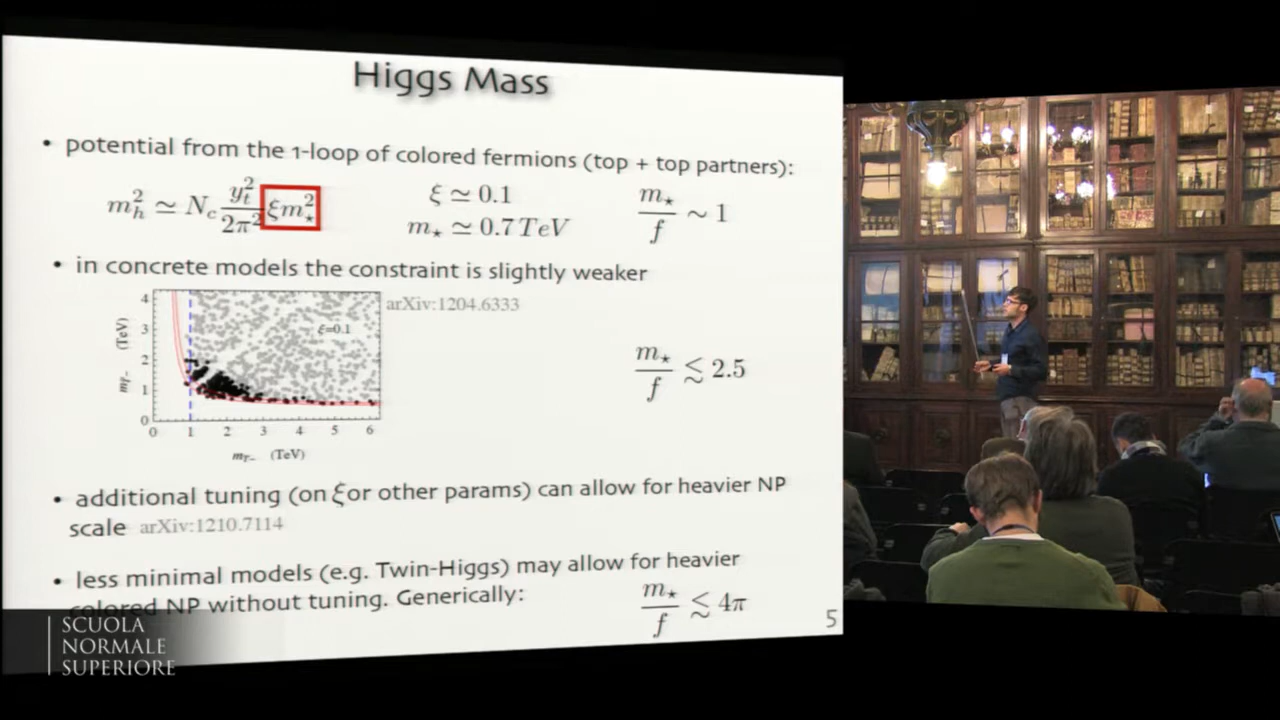 Higgs Mass
• potential from the 1-loop of colored fermions (top + top partners):
m_h^2 ≃ N_c y_t^2/2π^2 ξm_⋆^2
ξ ≃ 0.1
m_⋆ ≃ 0.7 TeV
m_⋆/f ∼ 1
• in concrete models the constraint is slightly weaker
arXiv:1204.6333
4
3
2
1
0
(TeV)
ξ=0.1
0 1 2 3 4 5 6
(TeV)
m_⋆/f ≲ 2.5
• additional tuning (on ξ or other params) can allow for heavier NP
scale arXiv:1210.7114
• less minimal models (e.g. Twin-Higgs) may allow for heavier
colored NP without tuning. Generically:
m_⋆/f ≲ 4π
5
SCUOLA
NORMALE
SUPERIORE